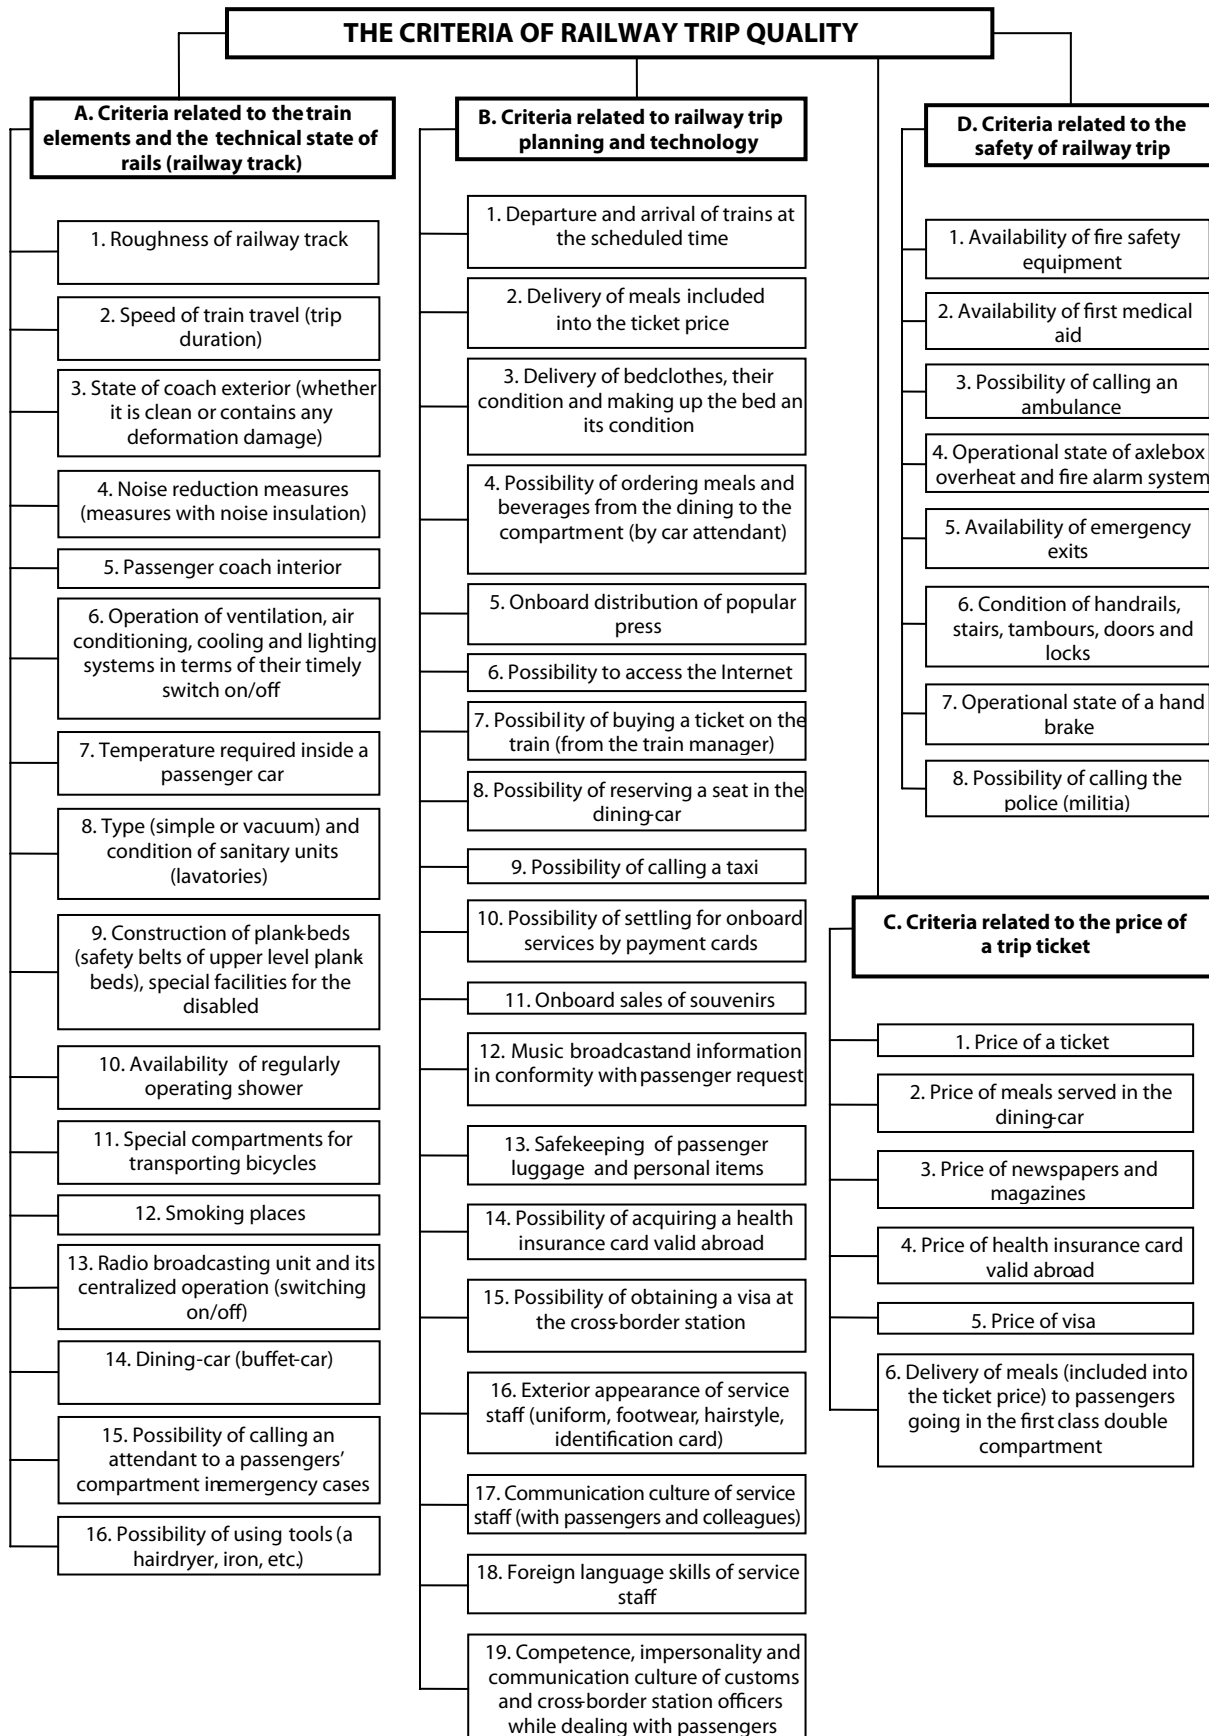 THE CRITERIA OF RAILWAY TRIP QUALITY
A. Criteria related to the train
elements and the technical state of
rails (railway track)
1. Roughness of railway track
2. Speed of train travel (trip
duration)
3. State of coach exterior (whether
it is clean or contains any
deformation damage)
4. Noise reduction measures
(measures with noise insulation)
5. Passenger coach interior
6. Operation of ventilation, air
conditioning, cooling and lighting
systems in terms of their timely
switch on/off
7. Temperature required inside a
passenger car
8. Type (simple or vacuum) and
condition of sanitary units
(lavatories)
9. Construction of plank-beds
(safety belts of upper level plank-
beds), special facilities for the
disabled
10. Availability of regularly
operating shower
11. Special compartments for
transporting bicycles
12. Smoking places
13. Radio broadcasting unit and its
centralized operation (switching
on/off)
14. Dining-car (buffet-car)
15. Possibility of calling an
attendant to a passengers'
compartment in emergency cases
16. Possibility of using tools (a
hairdryer, iron, etc.)
B. Criteria related to railway trip
planning and technology
1. Departure and arrival of trains at
the scheduled time
2. Delivery of meals included
into the ticket price
3. Delivery of bedclothes, their
condition and making up the bed an
its condition
4. Possibility of ordering meals and
beverages from the dining to the
compartment (by car attendant)
5. Onboard distribution of popular
press
6. Possibility to access the Internet
7. Possibility of buying a ticket on the
train (from the train manager)
8. Possibility of reserving a seat in the
dining-car
9. Possibility of calling a taxi
10. Possibility of settling for onboard
services by payment cards
11. Onboard sales of souvenirs
12. Music broadcast and information
in conformity with passenger request
13. Safekeeping of passenger
luggage and personal items
14. Possibility of acquiring a health
insurance card valid abroad
15. Possibility of obtaining a visa at
the cross-border station
16. Exterior appearance of service
staff (uniform, footwear, hairstyle,
identification card)
17. Communication culture of service
staff (with passengers and colleagues)
18. Foreign language skills of service
staff
19. Competence, impersonality and
communication culture of customs
and cross-border station officers
while dealing with passengers
D. Criteria related to the
safety of railway trip
1. Availability of fire safety
equipment
2. Availability of first medical
aid
3. Possibility of calling an
ambulance
4. Operational state of axlebox
overheat and fire alarm system
5. Availability of emergency
exits
6. Condition of handrails,
stairs, tambours, doors and
locks
7. Operational state of a hand
brake
8. Possibility of calling the
police (militia)
C. Criteria related to the price of
a trip ticket
1. Price of a ticket
2. Price of meals served in the
dining-car
3. Price of newspapers and
magazines
4. Price of health insurance card
valid abroad
5. Price of visa
6. Delivery of meals (included into
the ticket price) to passengers
going in the first class double
compartment